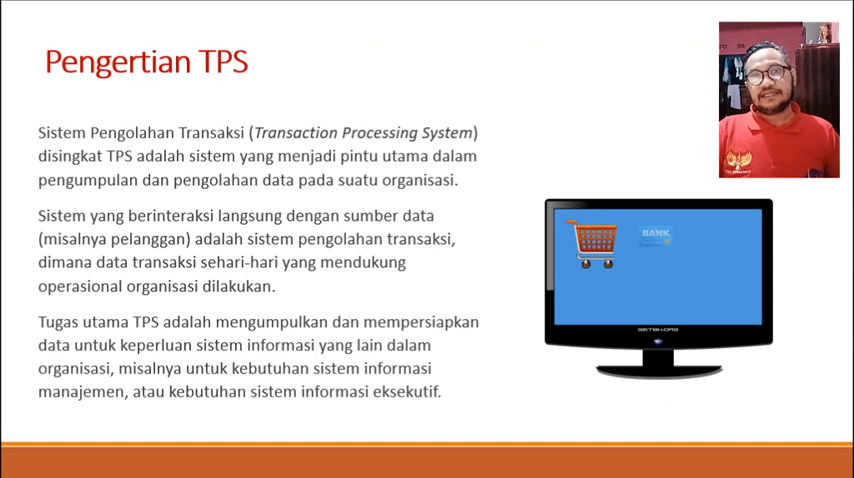 Pengertian TPS
Sistem Pengolahan Transaksi (Transaction Processing System)
disingkat TPS adalah sistem yang menjadi pintu utama dalam
pengumpulan dan pengolahan data pada suatu organisasi.
Sistem yang berinteraksi langsung dengan sumber data
(misalnya pelanggan) adalah sistem pengolahan transaksi,
dimana data transaksi sehari-hari yang mendukung
operasional organisasi dilakukan.
Tugas utama TPS adalah mengumpulkan dan mempersiapkan
data untuk keperluan sistem informasi yang lain dalam
organisasi, misalnya untuk kebutuhan sistem informasi
manajemen, atau kebutuhan sistem informasi eksekutif.
BANK